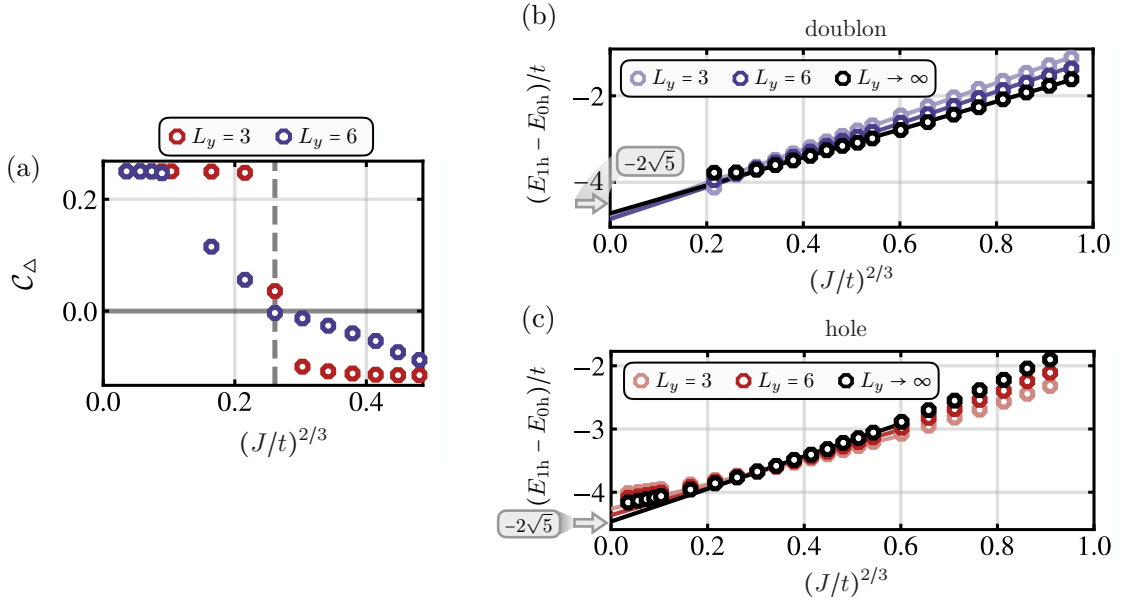 (a)
L_y = 3 L_y = 6
C_△
0.2
0.0
0.0 0.2 0.4
(J/t)^{2/3}
(b)
doublon
(E_{1h} − E_{0h})/t
L_y = 3 L_y = 6 L_y → ∞
−2
−4
−2√5
0.0 0.2 0.4 0.6 0.8 1.0
(J/t)^{2/3}
(c)
hole
(E_{1h} − E_{0h})/t
L_y = 3 L_y = 6 L_y → ∞
−2
−3
−4
−2√5
0.0 0.2 0.4 0.6 0.8 1.0
(J/t)^{2/3}